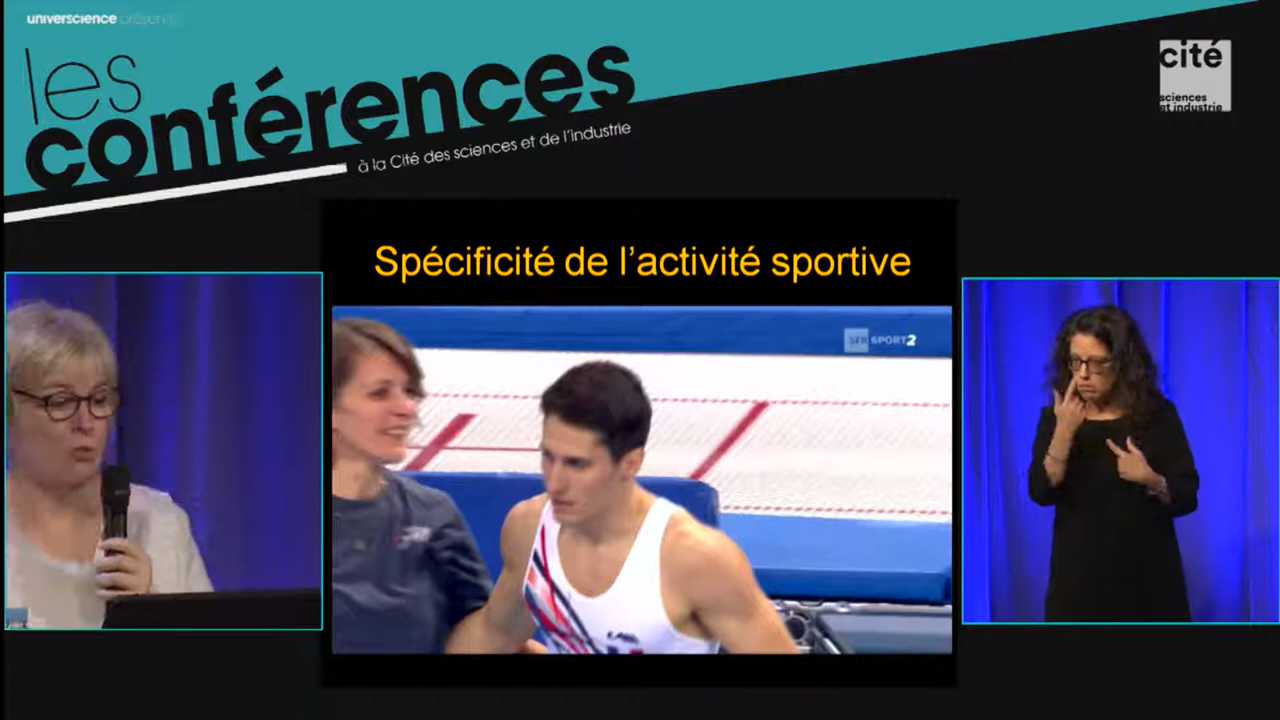 universcience présente
les
conférences
à la Cité des sciences et de l'industrie
cité
sciences
et industrie
Spécificité de l'activité sportive
SFR SPORT2